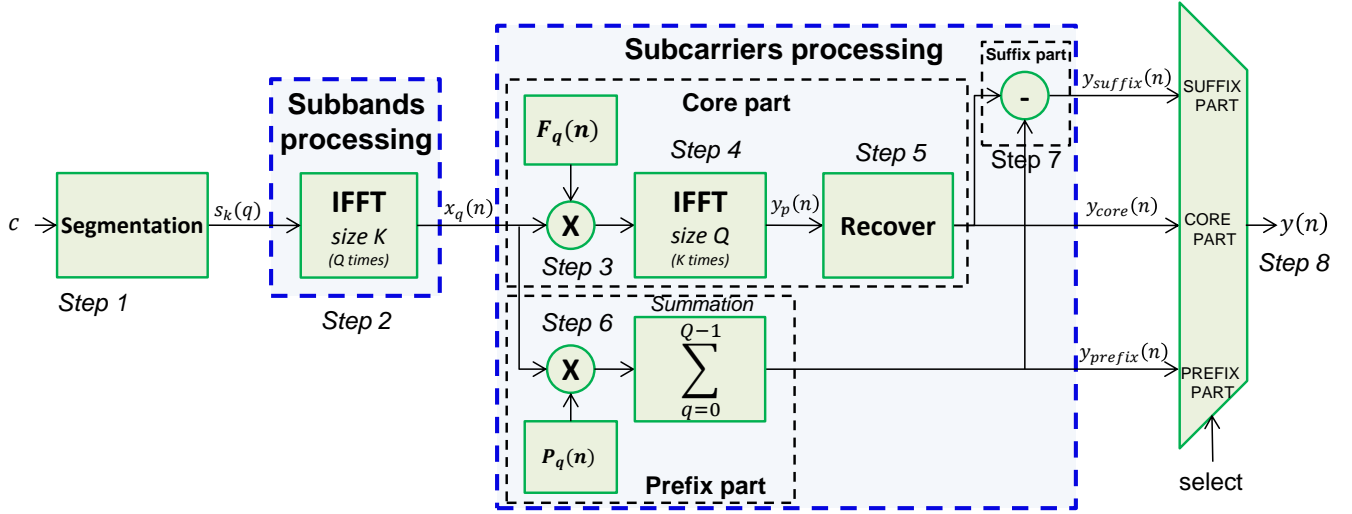 Subcarriers processing
Suffix part
-
Step 7
y_suffix(n)
SUFFIX
PART
Subbands
processing
Core part
F_q(n)
Step 4
Step 5
c
Segmentation
Step 1
s_k(q)
IFFT
size K
(Q times)
Step 2
x_q(n)
X
Step 3
IFFT
size Q
(K times)
y_p(n)
Recover
y_core(n)
CORE
PART
y(n)
Step 8
Step 6
X
P_q(n)
Summation
Q−1
∑
q=0
Prefix part
y_prefix(n)
PREFIX
PART
select